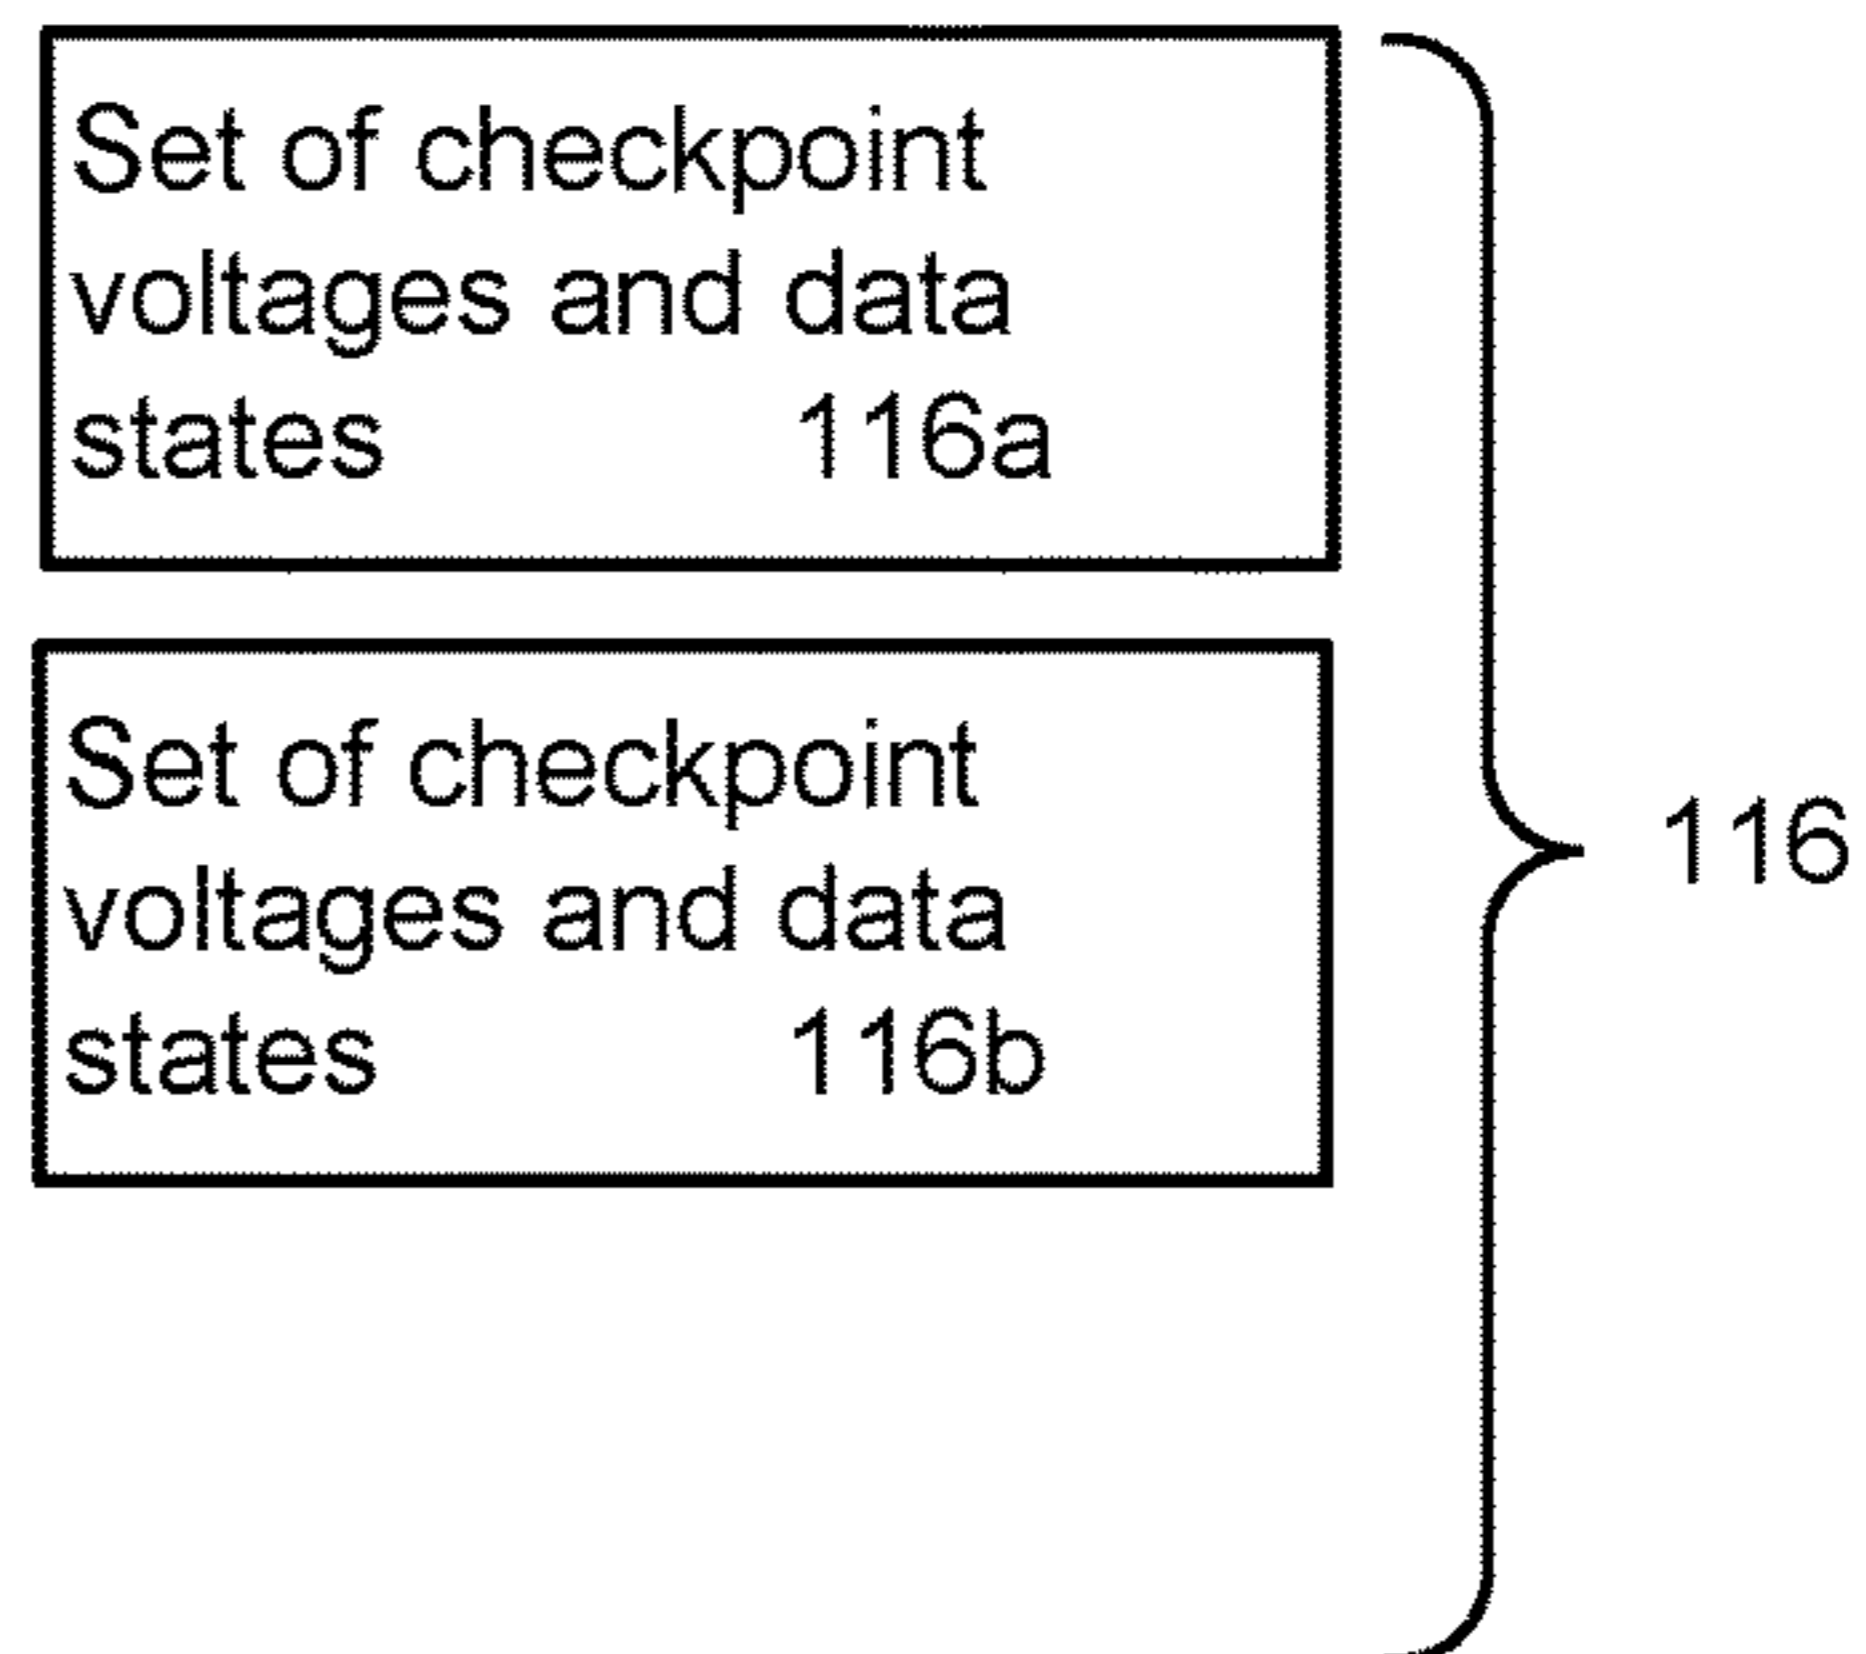 Set of checkpoint
voltages and data
states 116a
Set of checkpoint
voltages and data
states 116b
116